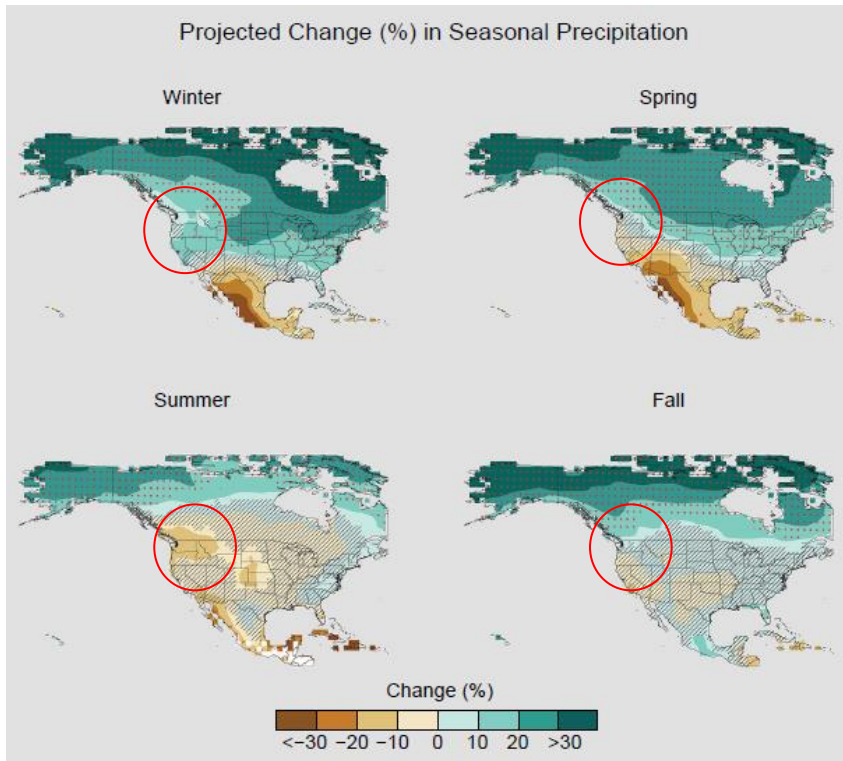 Projected Change (%) in Seasonal Precipitation
Winter
Spring
Summer
Fall
Change (%)
<−30 −20 −10 0 10 20 >30